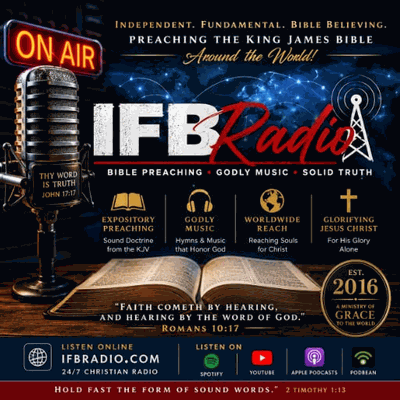 INDEPENDENT. FUNDAMENTAL. BIBLE BELIEVING.
PREACHING THE KING JAMES BIBLE
Around the World!
ON AIR
IFB Radio
BIBLE PREACHING • GODLY MUSIC • SOLID TRUTH
THY WORD
IS TRUTH
JOHN 17:17
EXPOSITORY
PREACHING
Sound Doctrine
from the KJV
GODLY
MUSIC
Hymns & Music
that Honor God
WORLDWIDE
REACH
Reaching Souls
for Christ
GLORIFYING
JESUS CHRIST
For His Glory
Alone
EST.
2016
A MINISTRY OF
GRACE
TO THE WORLD
"FAITH COMETH BY HEARING,
AND HEARING BY THE WORD OF GOD."
ROMANS 10:17
LISTEN ONLINE
IFBRADIO.COM
24/7 CHRISTIAN RADIO
LISTEN ON
SPOTIFY
YOUTUBE
APPLE PODCASTS
PODBEAN
HOLD FAST THE FORM OF SOUND WORDS." 2 TIMOTHY 1:13